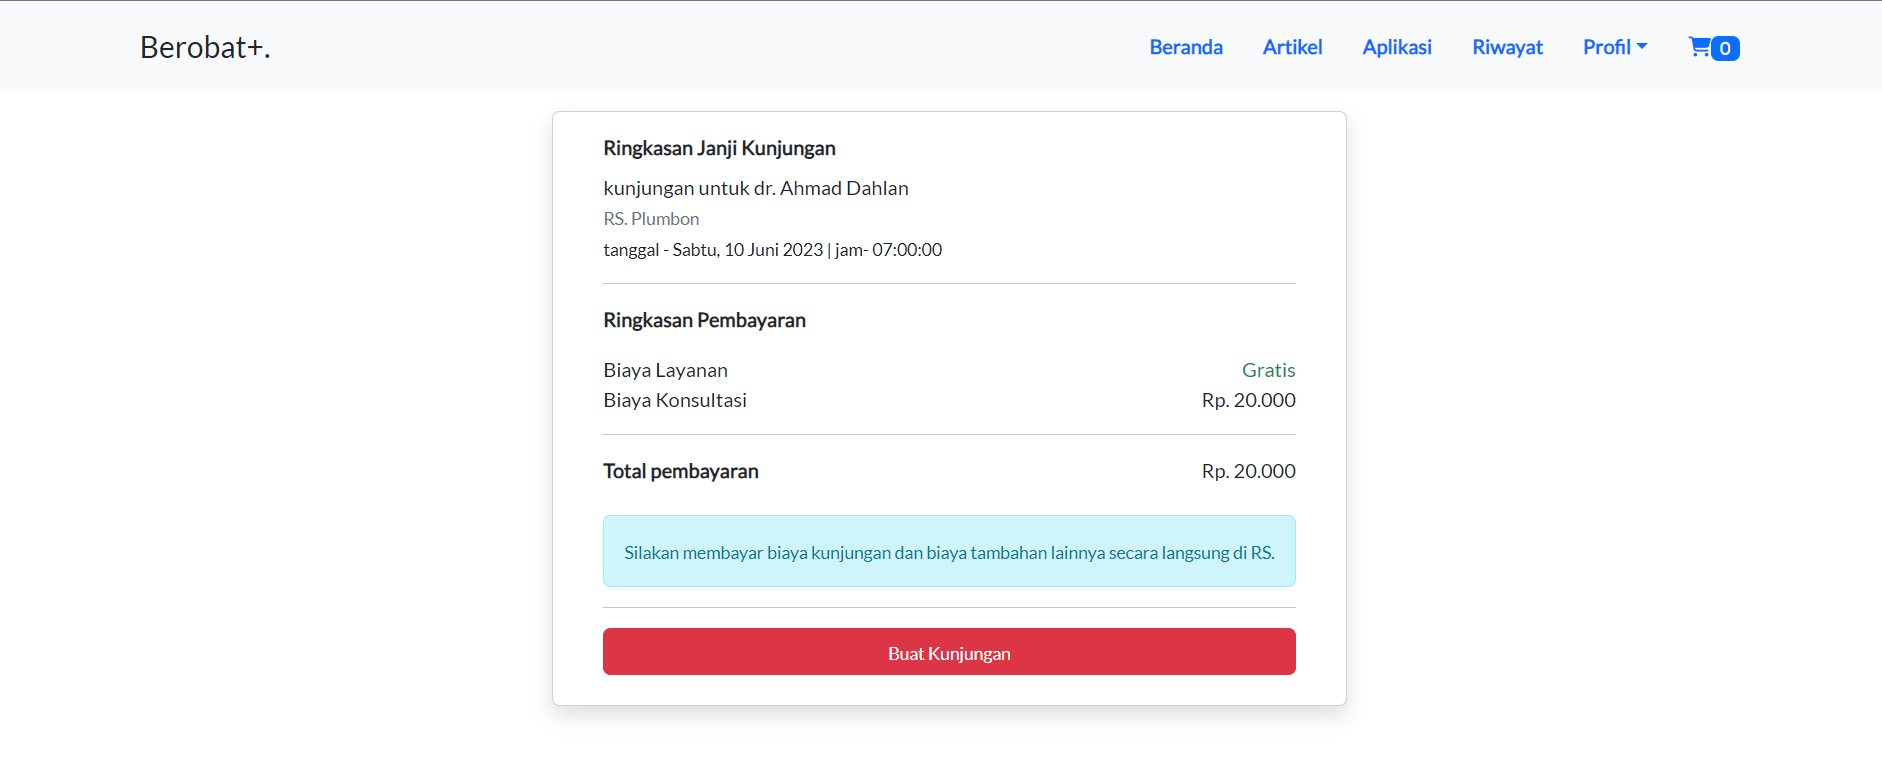 Berobat+.
Beranda Artikel Aplikasi Riwayat Profil 0
Ringkasan Janji Kunjungan
kunjungan untuk dr. Ahmad Dahlan
RS. Plumbon
tanggal - Sabtu, 10 Juni 2023 | jam- 07:00:00
Ringkasan Pembayaran
Biaya Layanan Gratis
Biaya Konsultasi Rp. 20.000
Total pembayaran Rp. 20.000
Silakan membayar biaya kunjungan dan biaya tambahan lainnya secara langsung di RS.
Buat Kunjungan